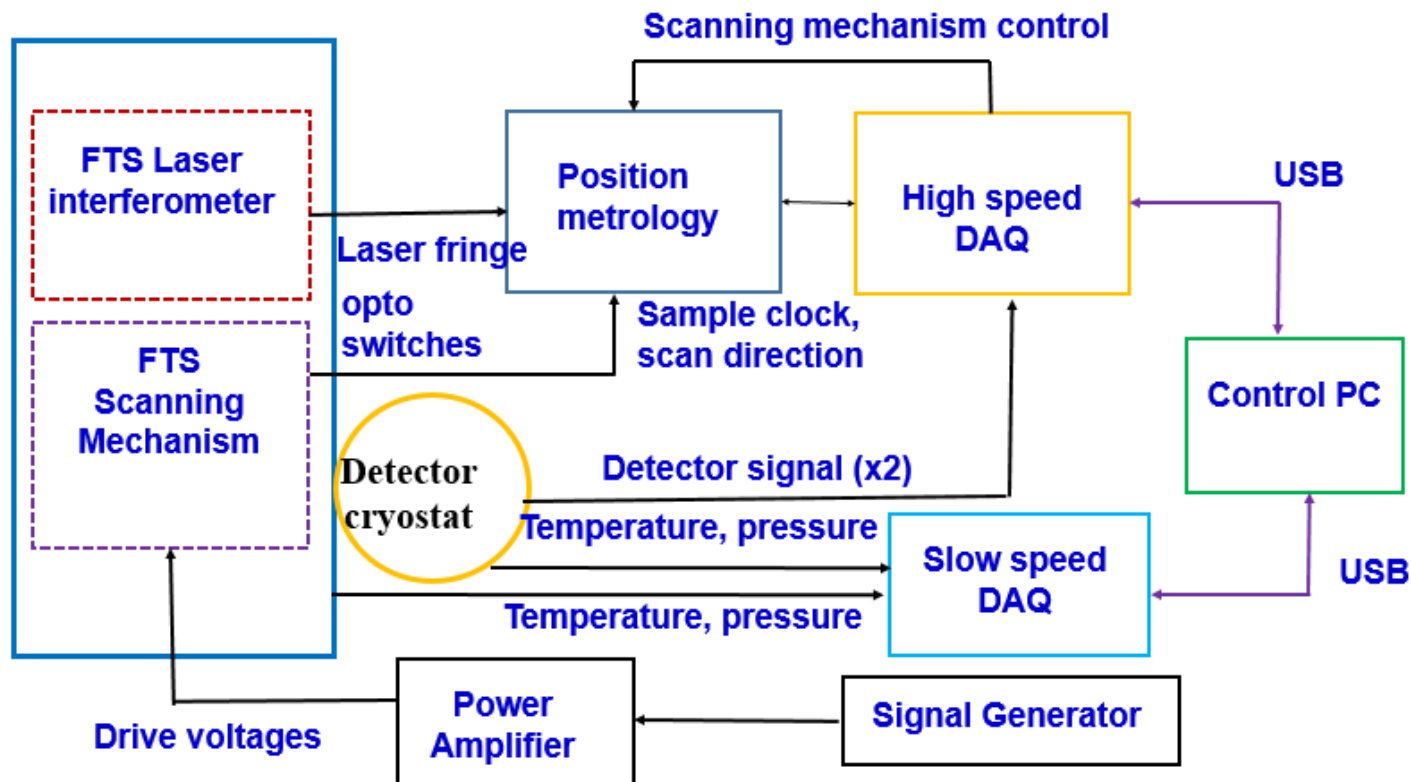 Scanning mechanism control
FTS Laser
interferometer
Position
metrology
High speed
DAQ
USB
Laser fringe
opto
switches
Sample clock,
scan direction
FTS
Scanning
Mechanism
Control PC
Detector
cryostat
Detector signal (x2)
Temperature, pressure
Slow speed
DAQ
USB
Temperature, pressure
Power
Amplifier
Signal Generator
Drive voltages